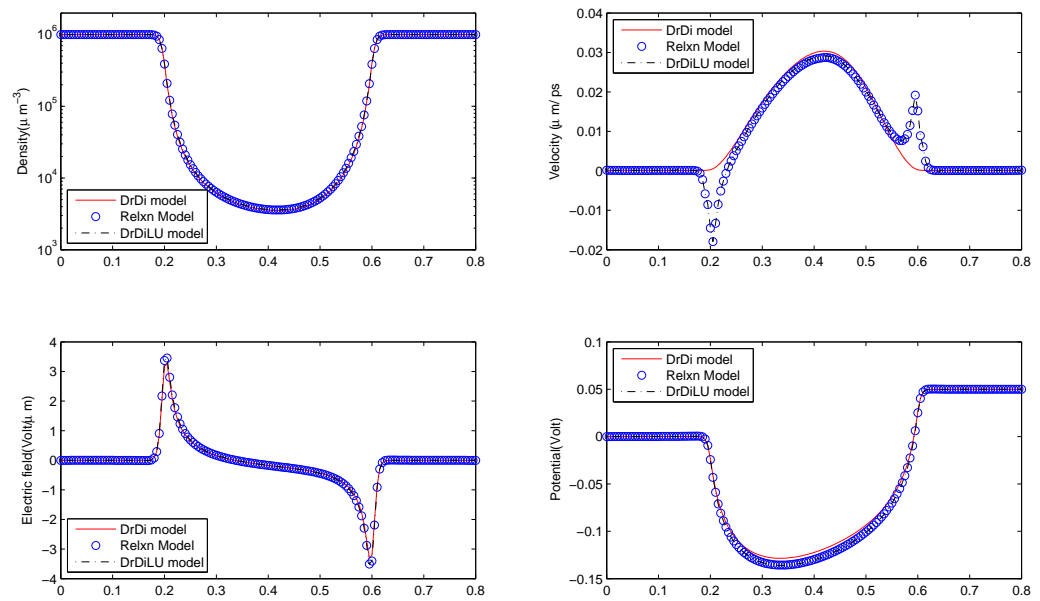 10^6
10^5
10^4
10^3
Density(μ m^−3)
DrDi model
Relxn Model
DrDiLU model
0 0.1 0.2 0.3 0.4 0.5 0.6 0.7 0.8
0.04
0.03
0.02
0.01
0
−0.01
−0.02
Velocity (μ m/ps
DrDi model
Relxn Model
DrDiLU model
0 0.1 0.2 0.3 0.4 0.5 0.6 0.7 0.8
4
3
2
1
0
−1
−2
−3
−4
Electric lfield(Volt/μ m)
DrDi model
Relxn Model
DrDiLU model
0 0.1 0.2 0.3 0.4 0.5 0.6 0.7 0.8
0.1
0.05
0
−0.05
−0.1
−0.15
Potential(Volt)
DrDi model
Relxn Model
DrDiLU model
0 0.1 0.2 0.3 0.4 0.5 0.6 0.7 0.8